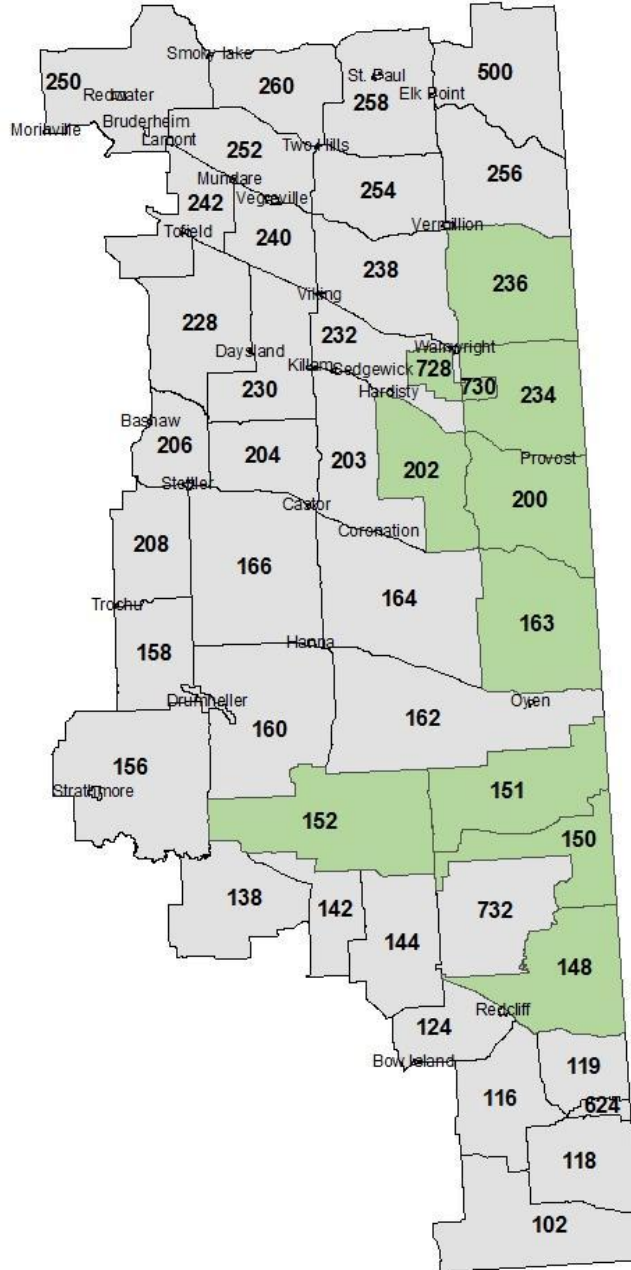 Smoky lake
250
260
St. Paul
500
Redwater
258
Elk Point
Bruderheim
Morinville
Lamont
252
Two Hills
256
Mundare
254
242
Vegreville
Tofield
240
Vermillion
238
236
Viking
228
232
Daysland
Wainwright
Killam
Sedgewick
728
230
Hardisty
730
234
Bashaw
206
204
203
202
Provost
200
Stettler
Castor
Coronation
208
166
164
Trochu
163
Hanna
158
Drumheller
Oyen
160
162
156
Strathmore
151
152
150
138
142
732
144
148
Redcliff
124
Bow Island
119
116
624
118
102